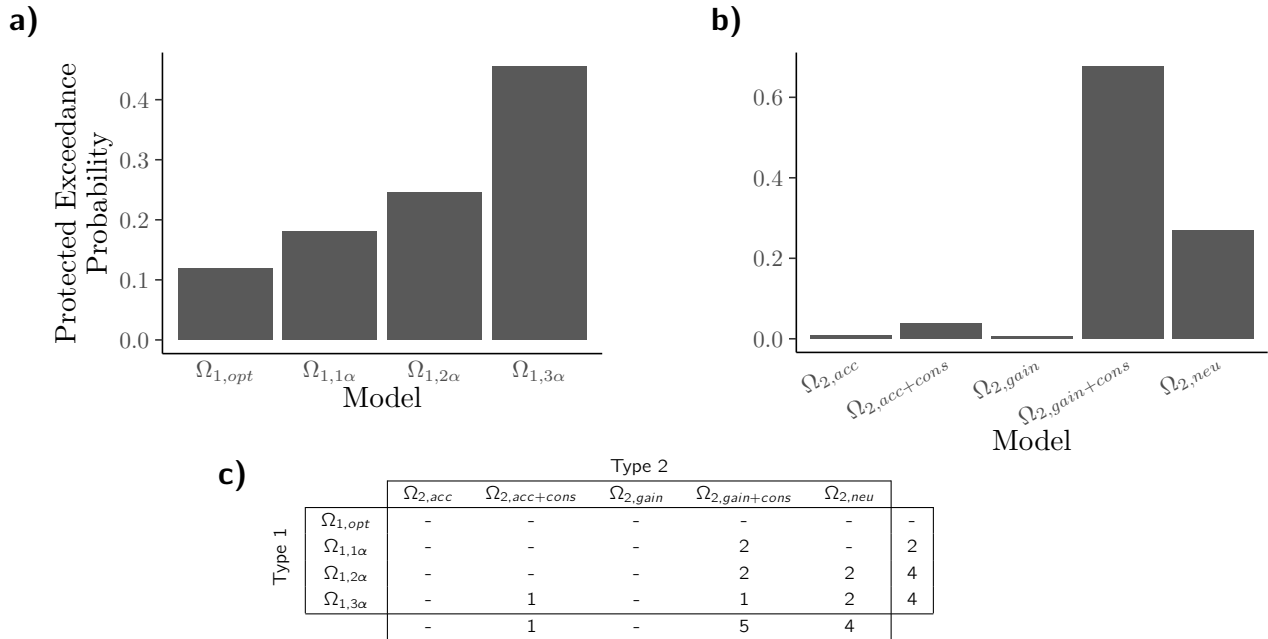 a)
Protected Exceedance
Probability
0.4
0.3
0.2
0.1
0.0
Ω1,opt Ω1,1α Ω1,2α Ω1,3α
Model
b)
0.6
0.4
0.2
0.0
Ω2,acc Ω2,acc+cons Ω2,gain Ω2,gain+cons Ω2,neu
Model
c)
Type 2
Ω2,acc Ω2,acc+cons Ω2,gain Ω2,gain+cons Ω2,neu
Type 1
Ω1,opt - - - - - -
Ω1,1α - - - 2 - 2
Ω1,2α - - - 2 2 4
Ω1,3α - 1 - 1 2 4
- 1 - 5 4